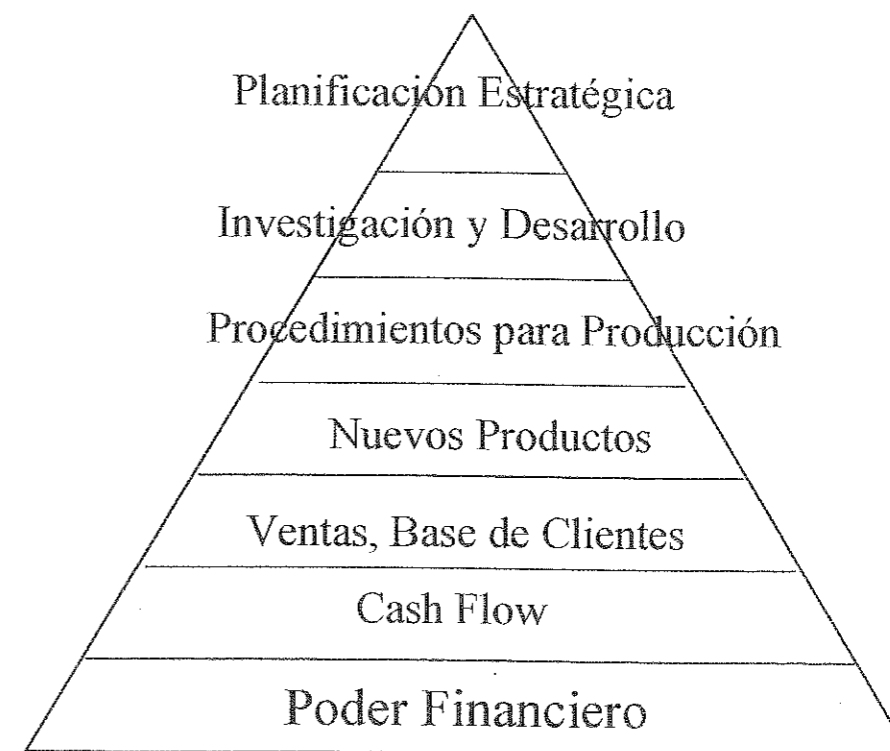 Planificación Estratégica
Investigación y Desarrollo
Procedimientos para Producción
Nuevos Productos
Ventas, Base de Clientes
Cash Flow
Poder Financiero